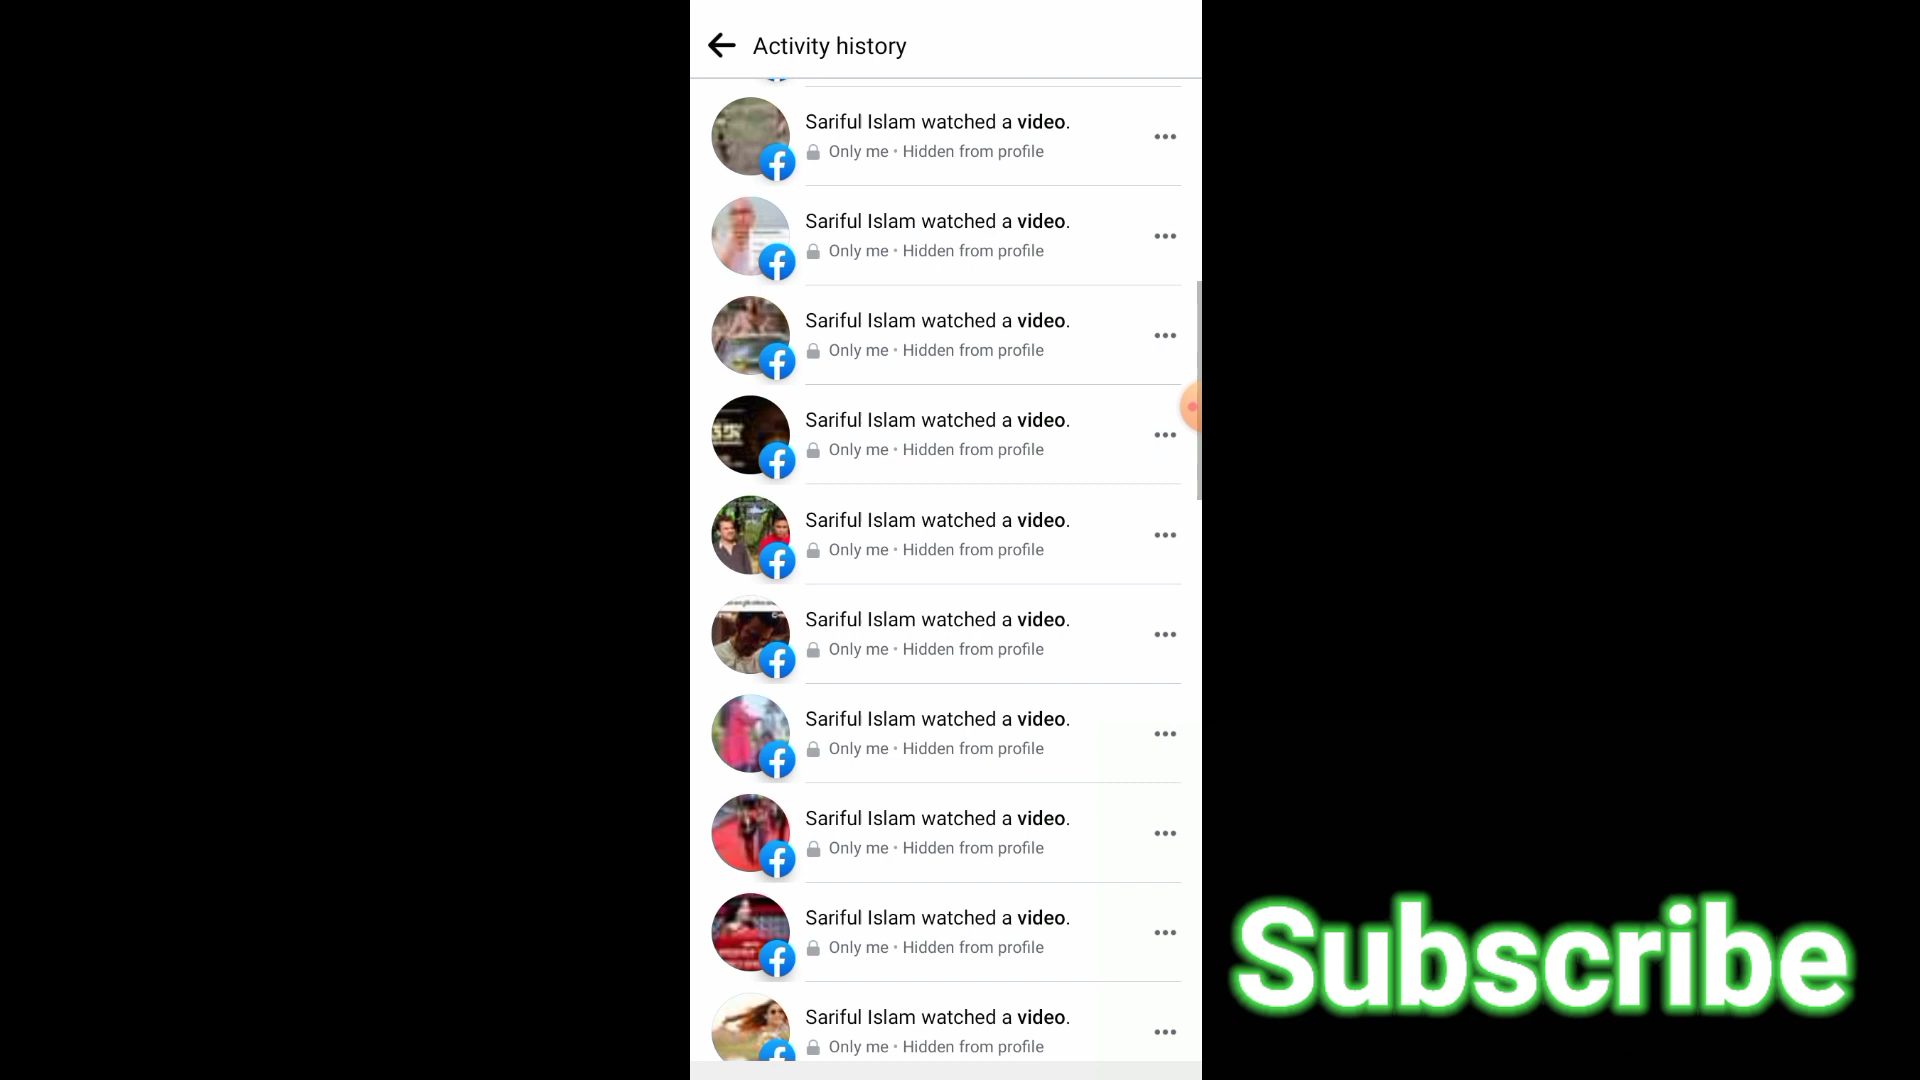 Activity history
Sariful Islam watched a video.
Only me • Hidden from profile
Sariful Islam watched a video.
Only me • Hidden from profile
Sariful Islam watched a video.
Only me • Hidden from profile
Sariful Islam watched a video.
Only me • Hidden from profile
Sariful Islam watched a video.
Only me • Hidden from profile
Sariful Islam watched a video.
Only me • Hidden from profile
Sariful Islam watched a video.
Only me • Hidden from profile
Sariful Islam watched a video.
Only me • Hidden from profile
Sariful Islam watched a video.
Only me • Hidden from profile
Sariful Islam watched a video.
Only me • Hidden from profile
Subscribe